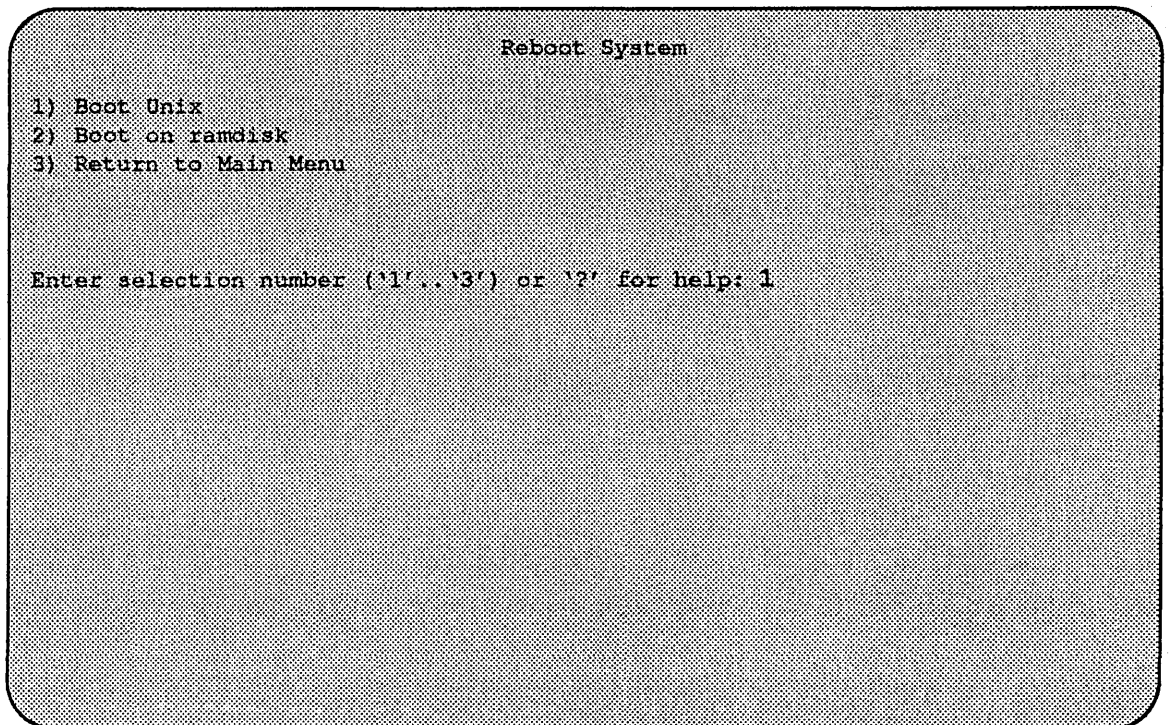 Reboot System
1) Boot Unix
2) Boot on ramdisk
3) Return to Main Menu
Enter selection number ('1'..'3') or '?' for help: 1